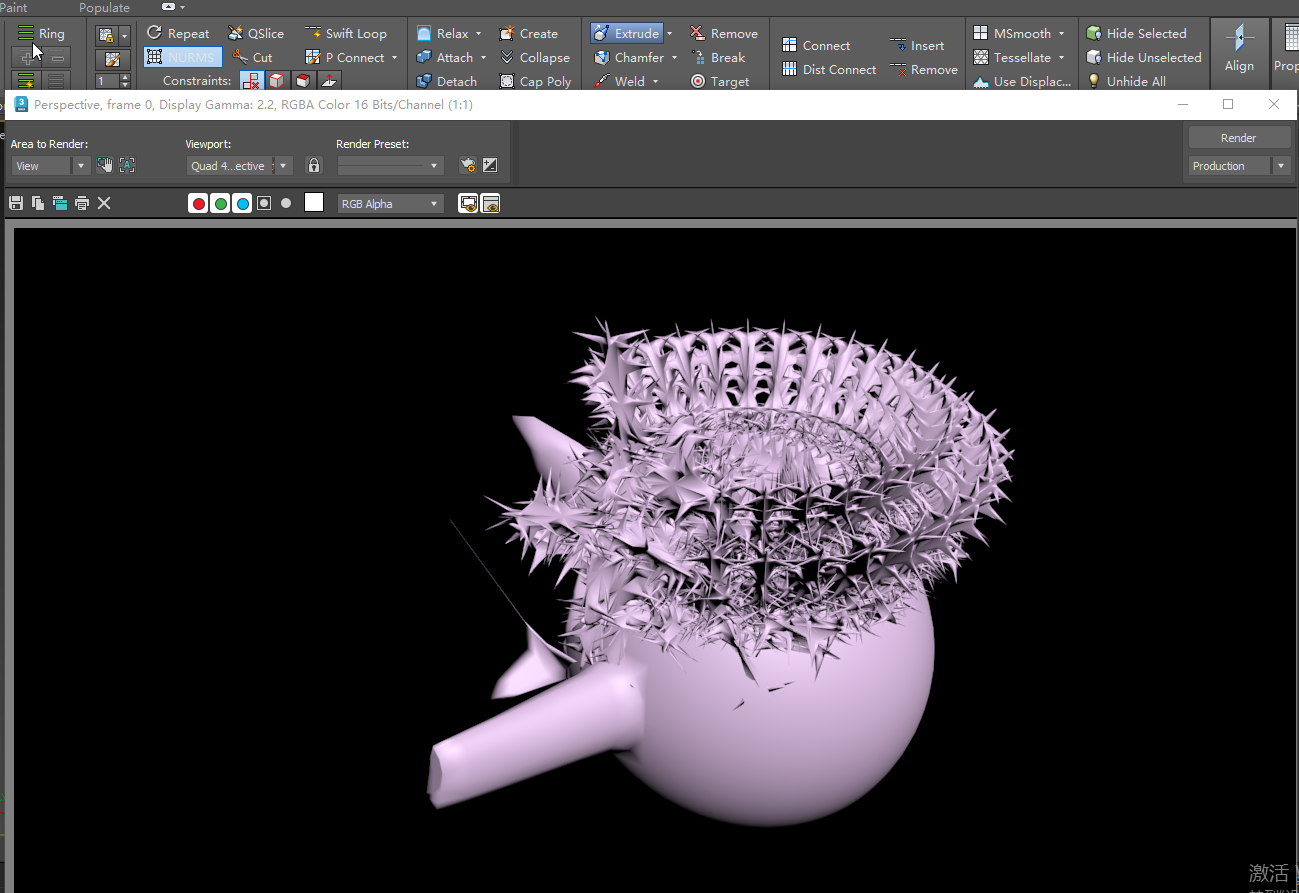 Paint Populate
Ring Repeat QSlice Swift Loop Relax Create Extrude Remove MSmooth Hide Selected
NURMS Cut P Connect Attach Collapse Chamfer Break Connect Insert Tessellate Hide Unselected
1 Constraints: Detach Cap Poly Weld Target Dist Connect Remove Use Displac... Unhide All Align Prop
3 Perspective, frame 0, Display Gamma: 2.2, RGBA Color 16 Bits/Channel (1:1)
Area to Render: Viewport: Render Preset: Render
View Quad 4...ective Production
RGB Alpha
激活